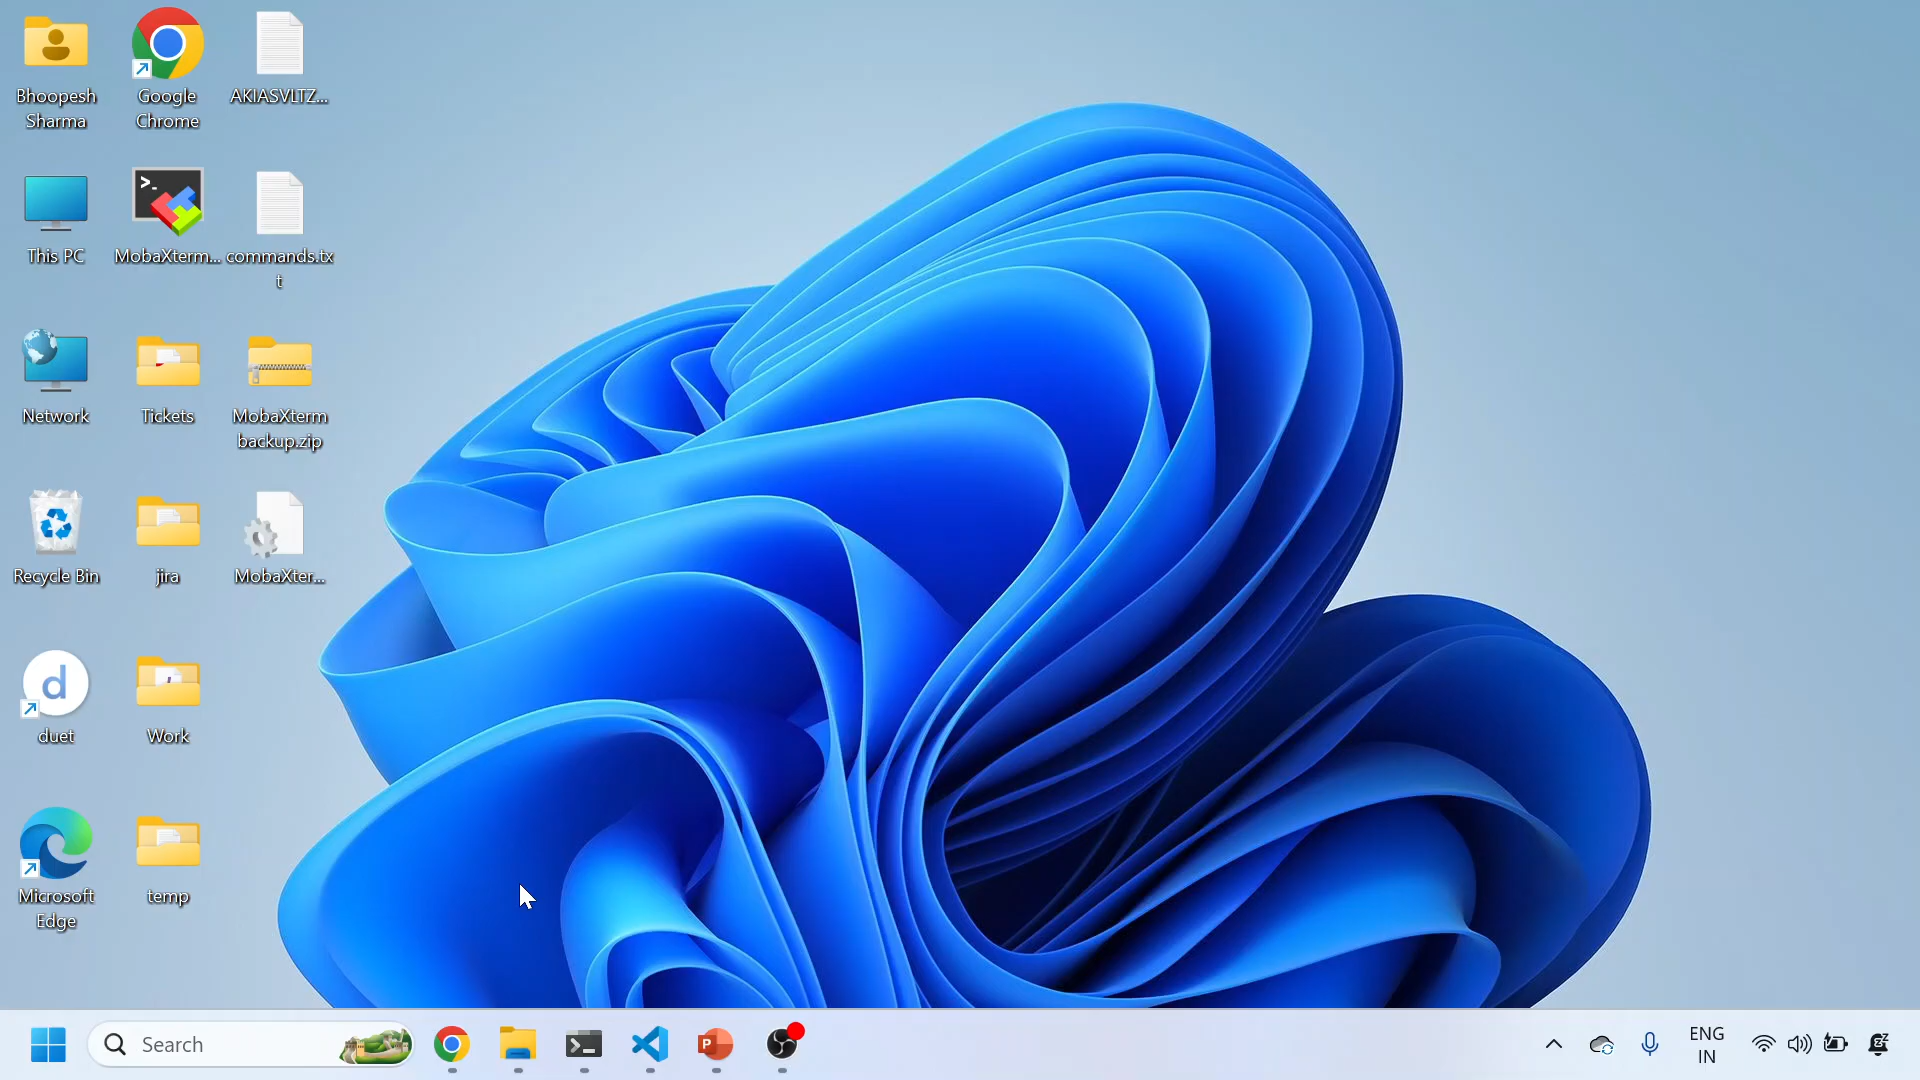 Bhoopesh
Sharma
Google
Chrome
AKIASVLTZ...
This PC
MobaXterm...
commands.tx
t
Network
Tickets
MobaXterm
backup.zip
Recycle Bin
jira
MobaXter...
duet
Work
Microsoft
Edge
temp
Search
ENG
IN